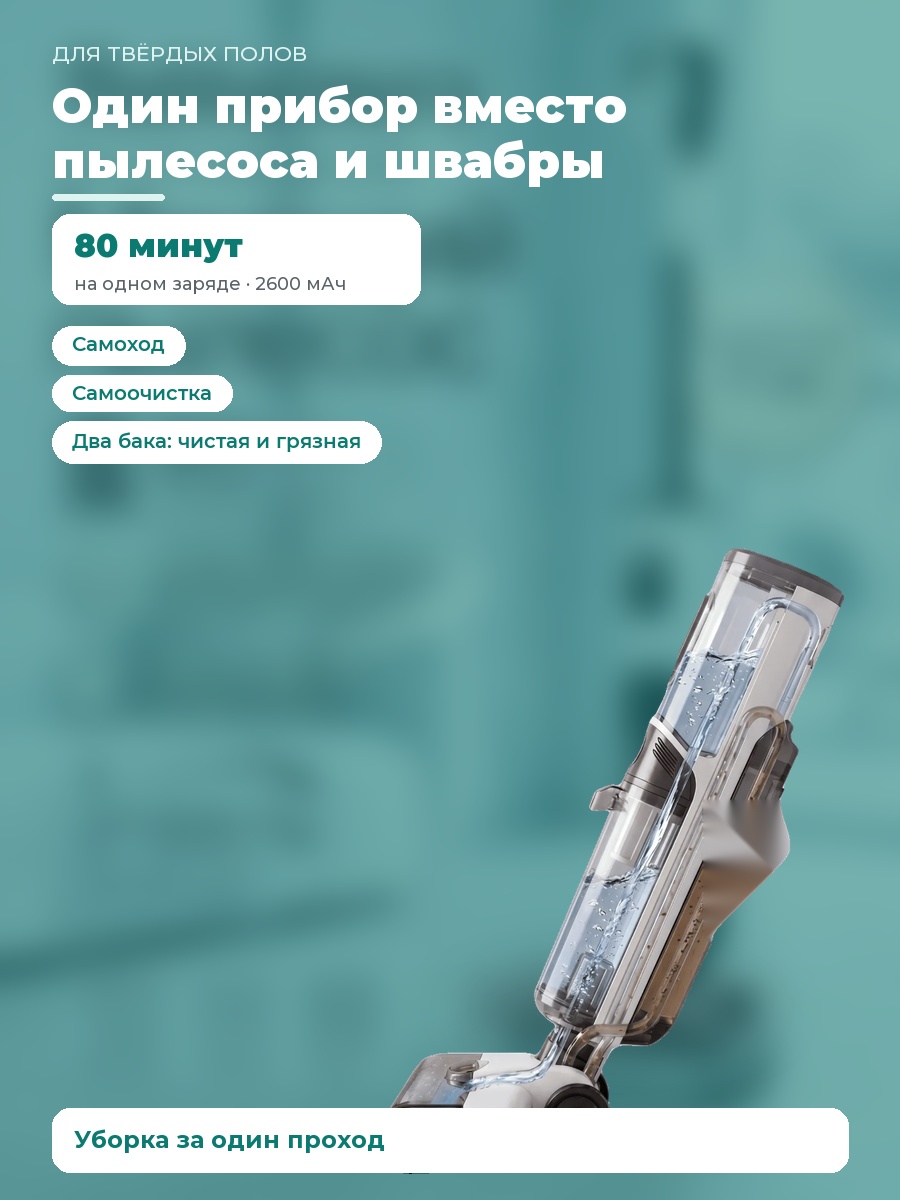 ДЛЯ ТВЁРДЫХ ПОЛОВ
Один прибор вместо
пылесоса и швабры
80 минут
на одном заряде · 2600 мАч
Самоход
Самоочистка
Два бака: чистая и грязная
Уборка за один проход